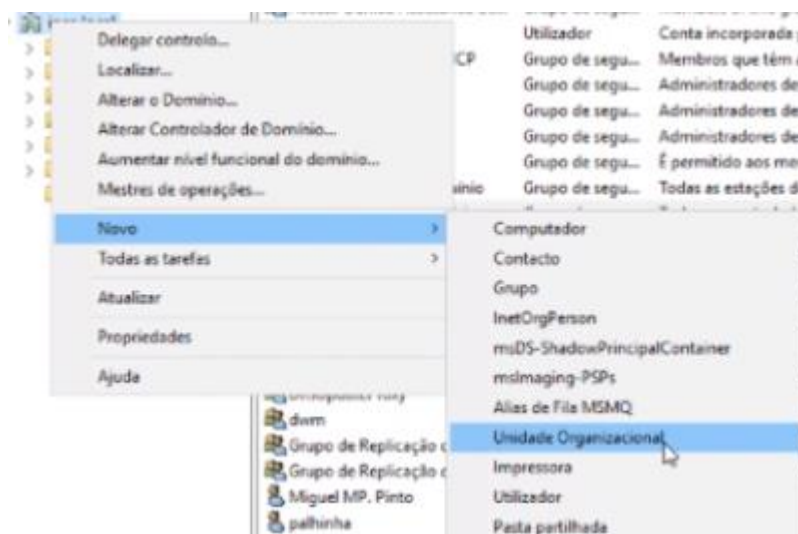 Delegar controlo...
Localizar...
Alterar o Domínio...
Alterar Controlador de Domínio...
Aumentar nível funcional do domínio...
Mestres de operações...
Novo
Todas as tarefas
Atualizar
Propriedades
Ajuda
Utilizador Conta incorporada
CP Grupo de segu... Membros que têm
Grupo de segu... Administradores de
Grupo de segu... Administradores de
Grupo de segu... Administradores de
Grupo de segu... É permitido aos
ínio Grupo de segu... Todas as estações d
Computador
Contacto
Grupo
InetOrgPerson
msDS-ShadowPrincipalContainer
msImaging-PSPs
Alias de Fila MSMQ
Unidade Organizacional
Impressora
Utilizador
Pasta partilhada
dwm
Grupo de Replicação
Grupo de Replicação
Miguel MP. Pinto
palhinha